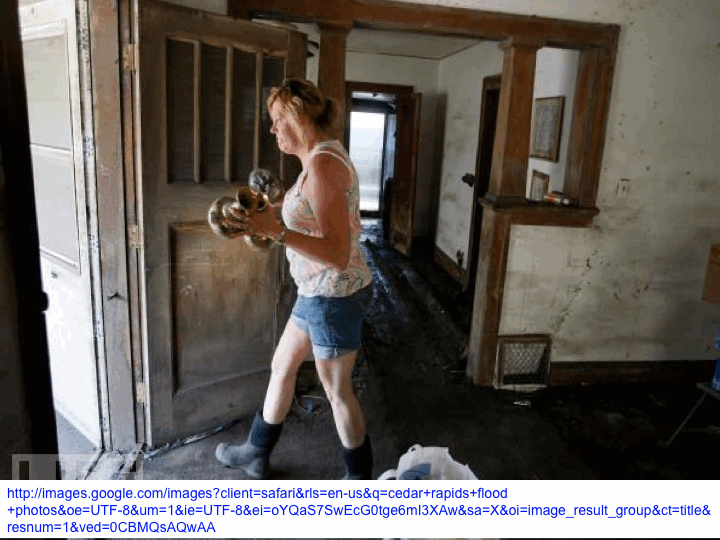 LIFE
http://images.google.com/images?client=safari&rls=en-us&q=cedar+rapids+flood
+photos&oe=UTF-8&um=1&ie=UTF-8&ei=oYQaS7SwEcG0tge6mI3XAw&sa=X&oi=image_result_group&ct=title&
resnum=1&ved=0CBMQsAQwAA